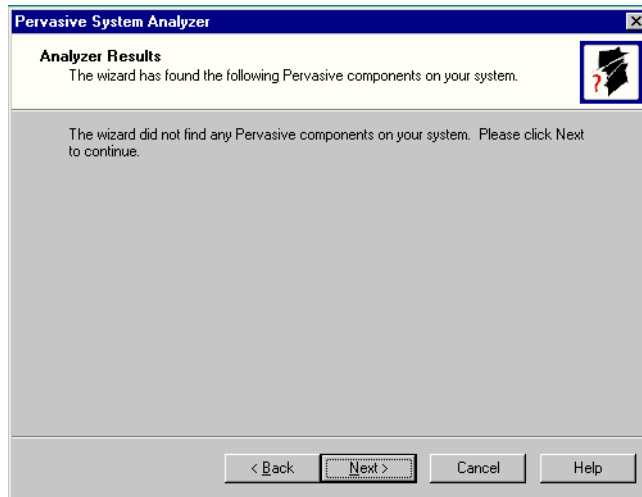 Pervasive System Analyzer
Analyzer Results
The wizard has found the following Pervasive components on your system.
?
The wizard did not find any Pervasive components on your system. Please click Next
to continue.
< Back
Next >
Cancel
Help